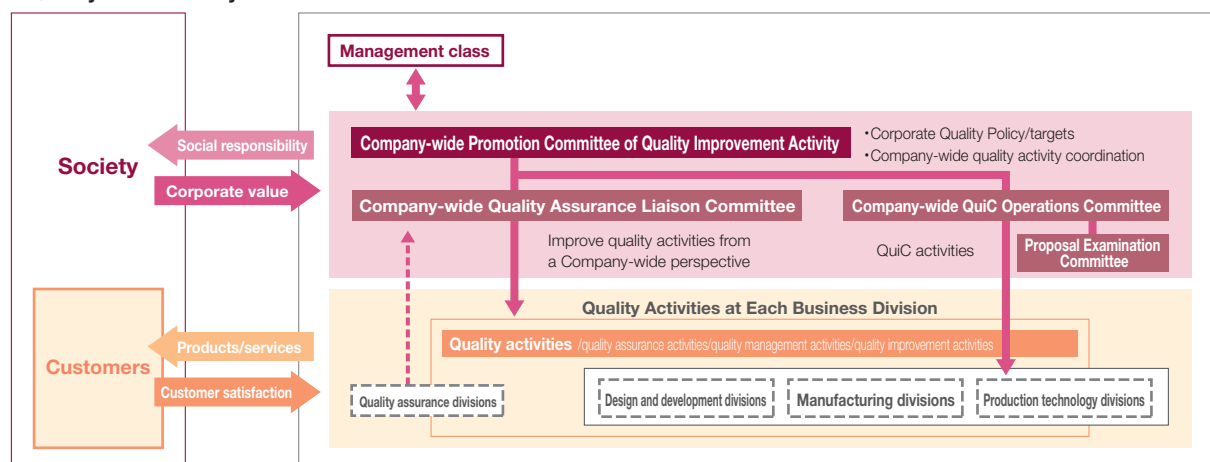 Management class
Company-wide Promotion Committee of Quality Improvement Activity
・Corporate Quality Policy/targets
・Company-wide quality activity coordination
Social responsibility
Society
Corporate value
Company-wide Quality Assurance Liaison Committee
Company-wide QuiC Operations Committee
Improve quality activities from
a Company-wide perspective
QuiC activities
Proposal Examination
Committee
Quality Activities at Each Business Division
Products/services
Quality activities /quality assurance activities/quality management activities/quality improvement activities
Customers
Customer satisfaction
Quality assurance divisions
Design and development divisions
Manufacturing divisions
Production technology divisions